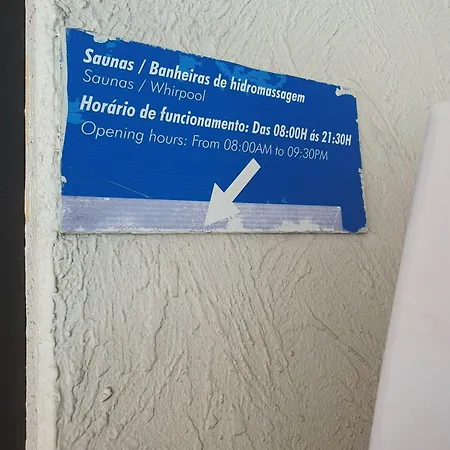 Saunas / Banheiras de hidromassagem
Saunas / Whirpool
Horário de funcionamento: Das 08:00H ás 21:30H
Opening hours: From 08:00AM to 09:30PM